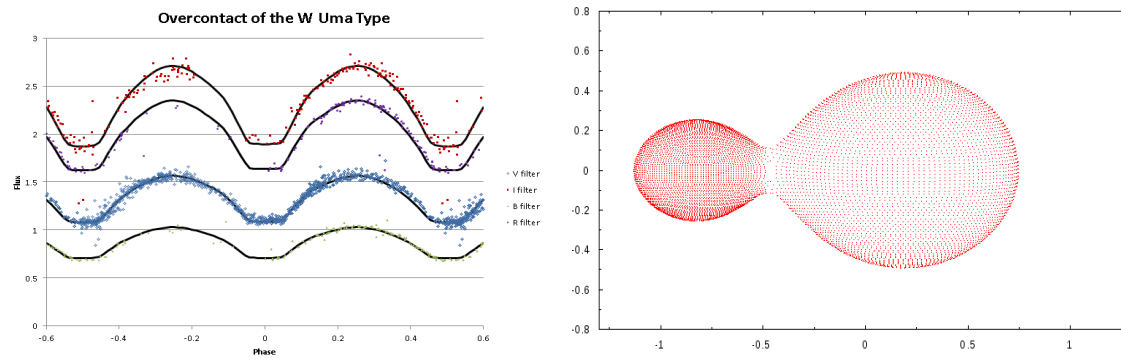 Overcontact of the W Uma Type
3
2.5
2
1.5
1
0.5
0
Flux
-0.6 -0.4 -0.2 0 0.2 0.4 0.6
Phase
V filter
I filter
B filter
R filter
0.8
0.6
0.4
0.2
0
-0.2
-0.4
-0.6
-0.8
-1 -0.5 0 0.5 1